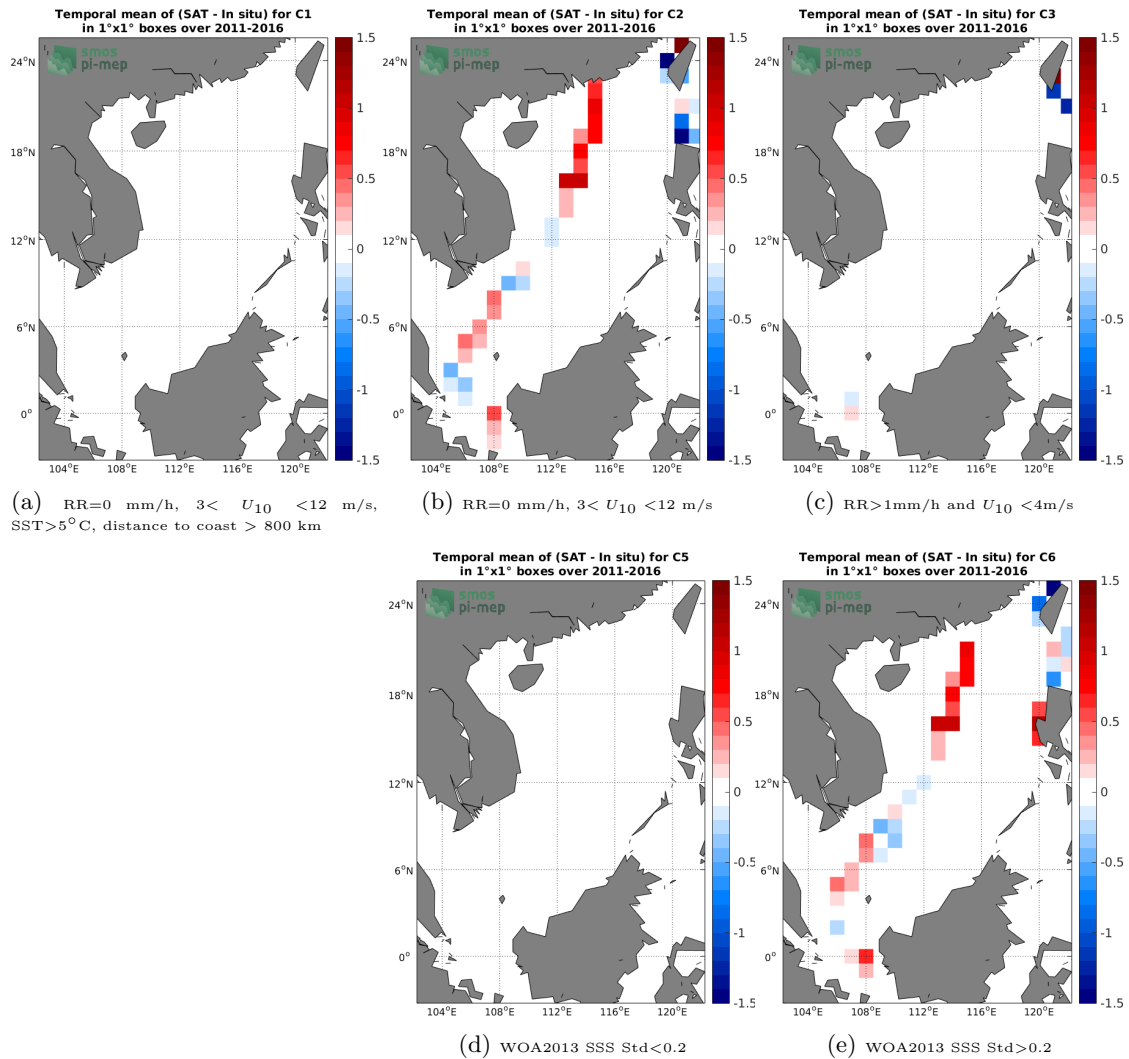 Temporal mean of (SAT - In situ) for C1
in 1°x1° boxes over 2011-2016
smos
pi-mep
24°N
18°N
12°N
6°N
0°
104°E
108°E
112°E
116°E
120°E
1.5
1
0.5
0
-0.5
-1
-1.5
(a) RR=0 mm/h, 3< U10 <12 m/s,
SST>5°C, distance to coast > 800 km
Temporal mean of (SAT - In situ) for C2
in 1°x1° boxes over 2011-2016
smos
pi-mep
24°N
18°N
12°N
6°N
0°
104°E
108°E
112°E
116°E
120°E
1.5
1
0.5
0
-0.5
-1
-1.5
(b) RR=0 mm/h, 3< U10 <12 m/s
Temporal mean of (SAT - In situ) for C3
in 1°x1° boxes over 2011-2016
smos
pi-mep
24°N
18°N
12°N
6°N
0°
104°E
108°E
112°E
116°E
120°E
1.5
1
0.5
0
-0.5
-1
-1.5
(c) RR>1mm/h and U10 <4m/s
Temporal mean of (SAT - In situ) for C5
in 1°x1° boxes over 2011-2016
smos
pi-mep
24°N
18°N
12°N
6°N
0°
104°E
108°E
112°E
116°E
120°E
1.5
1
0.5
0
-0.5
-1
-1.5
(d) WOA2013 SSS Std<0.2
Temporal mean of (SAT - In situ) for C6
in 1°x1° boxes over 2011-2016
smos
pi-mep
24°N
18°N
12°N
6°N
0°
104°E
108°E
112°E
116°E
120°E
1.5
1
0.5
0
-0.5
-1
-1.5
(e) WOA2013 SSS Std>0.2